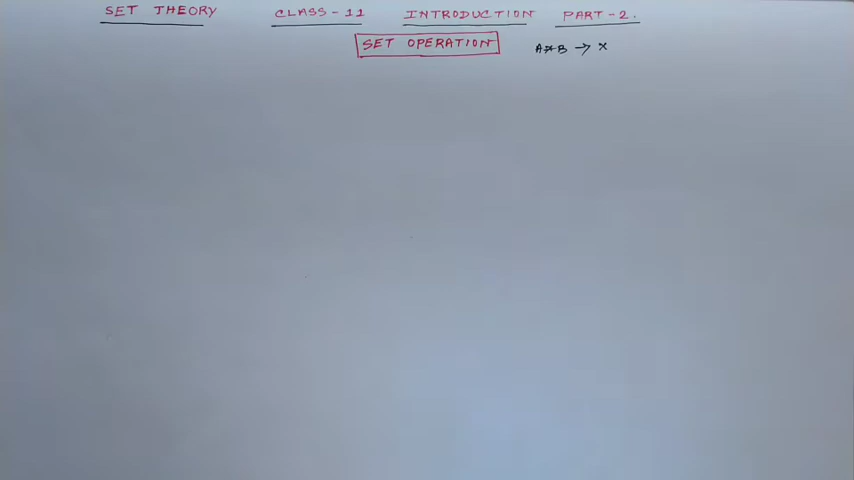 SET THEORY CLASS-11 INTRODUCTION PART-2.
SET OPERATION A*B → x